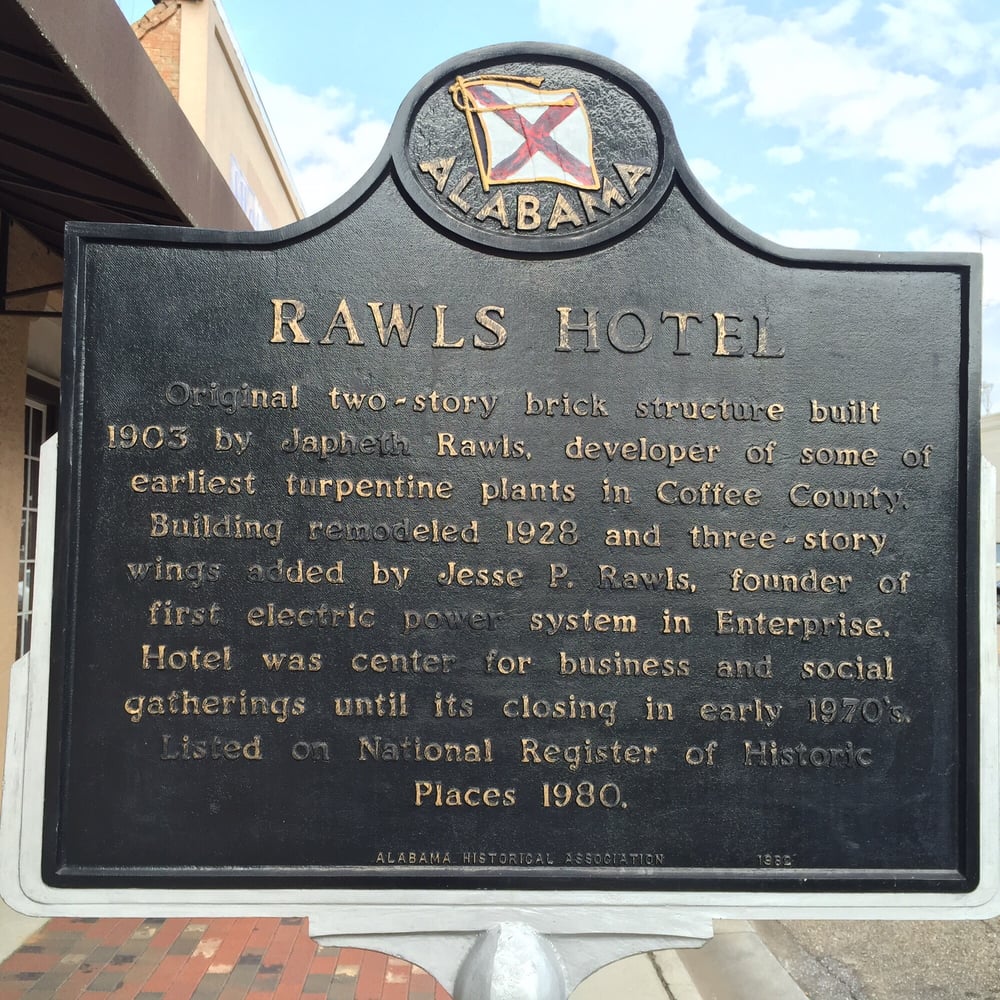 ALABAMA
RAWLS HOTEL
Original two-story brick structure built
1903 by Japheth Rawls, developer of some of
earliest turpentine plants in Coffee County.
Building remodeled 1928 and three-story
wings added by Jesse P. Rawls, founder of
first electric power system in Enterprise.
Hotel was center for business and social
gatherings until its closing in early 1970's.
Listed on National Register of Historic
Places 1980.
ALABAMA HISTORICAL ASSOCIATION 1982